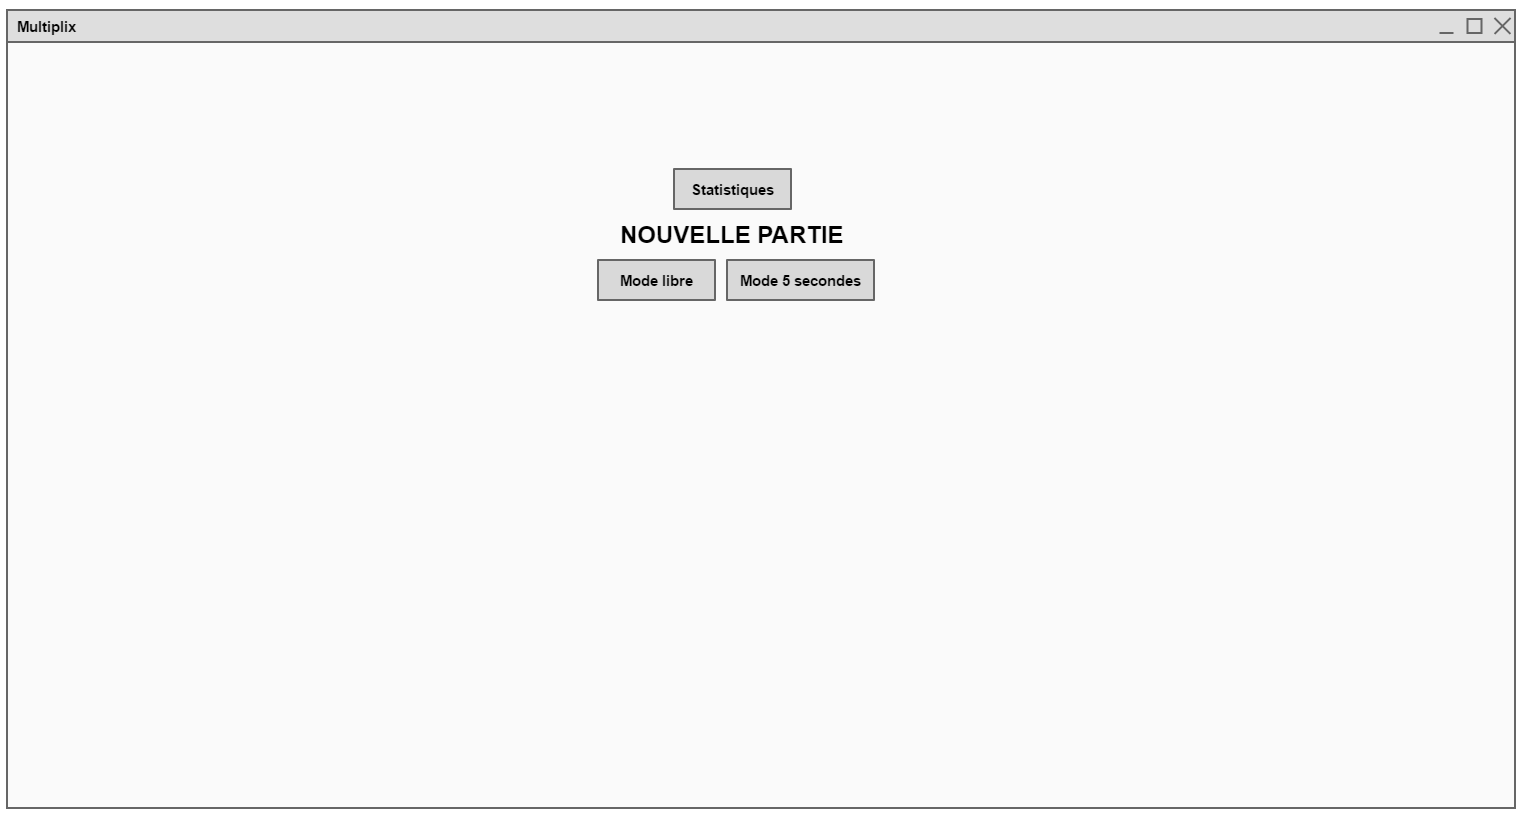 Multiplix
Statistiques
NOUVELLE PARTIE
Mode libre
Mode 5 secondes